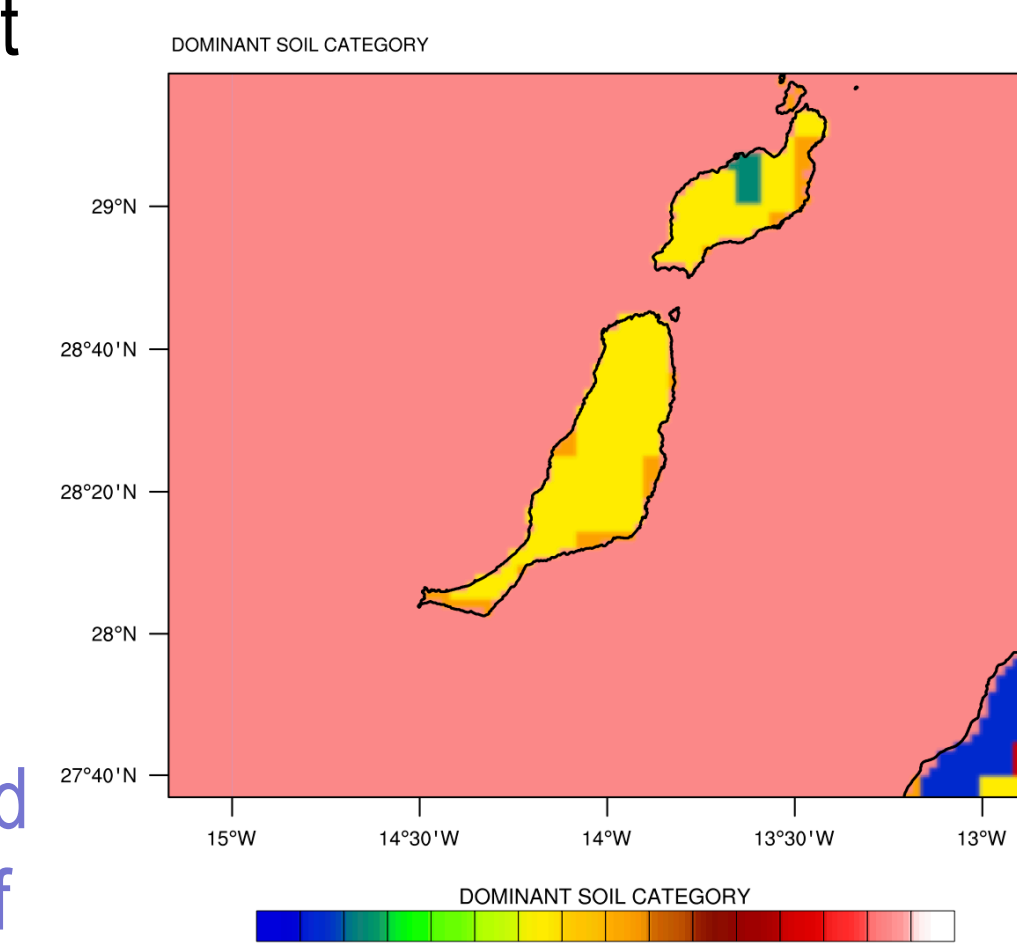 t
DOMINANT SOIL CATEGORY
29°N
28°40'N
28°20'N
28°N
27°40'N
d
15°W 14°30'W 14°W 13°30'W 13°W
f
DOMINANT SOIL CATEGORY